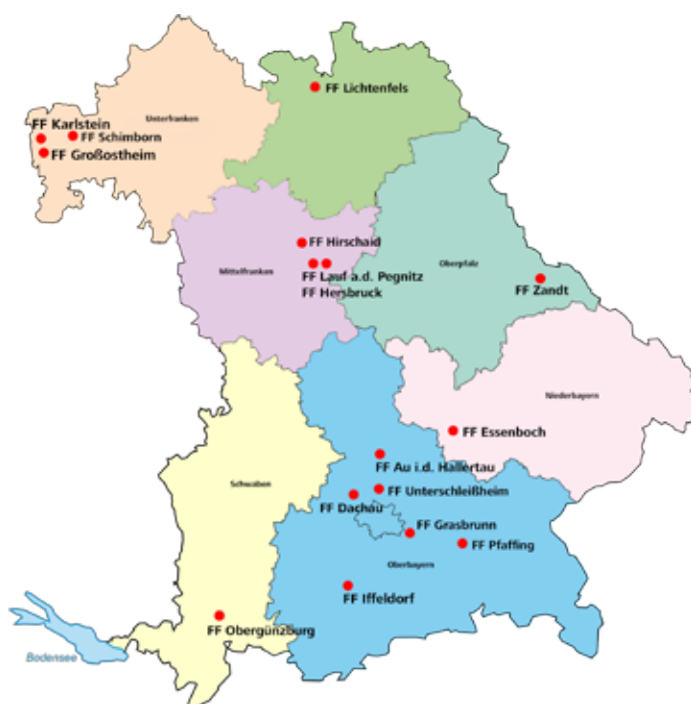 FF Lichtenfels
Unterfranken
FF Karlstein
FF Schimborn
FF Großostheim
FF Hirschaid
Mittelfranken
FF Lauf a.d. Pegnitz
FF Hersbruck
Oberpfalz
FF Zandt
Niederbayern
FF Essenboch
FF Au i.d. Hallertau
Schwaben
FF Unterschleißheim
FF Dachau
FF Grasbrunn
FF Pfaffing
Oberbayern
FF Iffeldorf
FF Obergünzburg
Bodensee